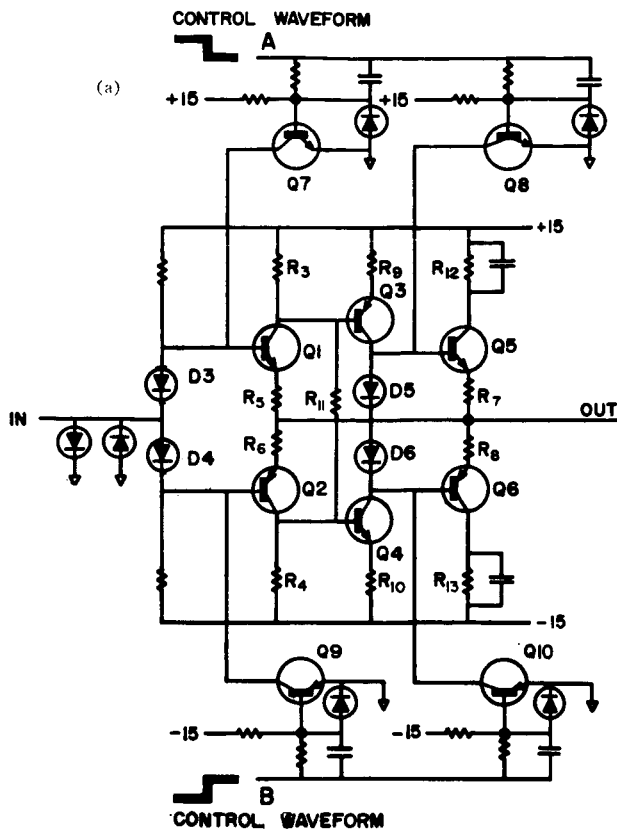 CONTROL WAVEFORM
A
(a)
+15
+15
Q7
Q8
+15
R3
R9
R12
Q3
Q1
Q5
D3
R5
R11
D5
R7
IN
OUT
R6
D6
R8
D4
Q2
Q6
Q4
R4
R10
R13
-15
Q9
Q10
-15
-15
B
CONTROL WAVEFORM